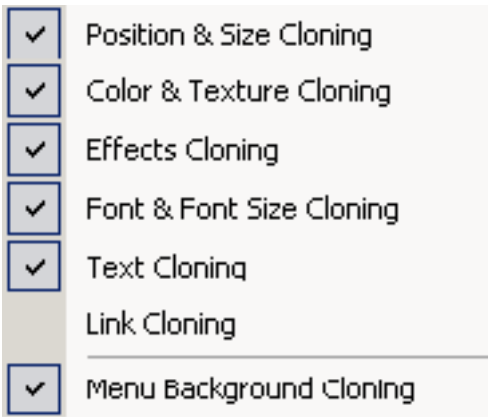 Position & Size Cloning
Color & Texture Cloning
Effects Cloning
Font & Font Size Cloning
Text Cloning
Link Cloning
Menu Background Cloning